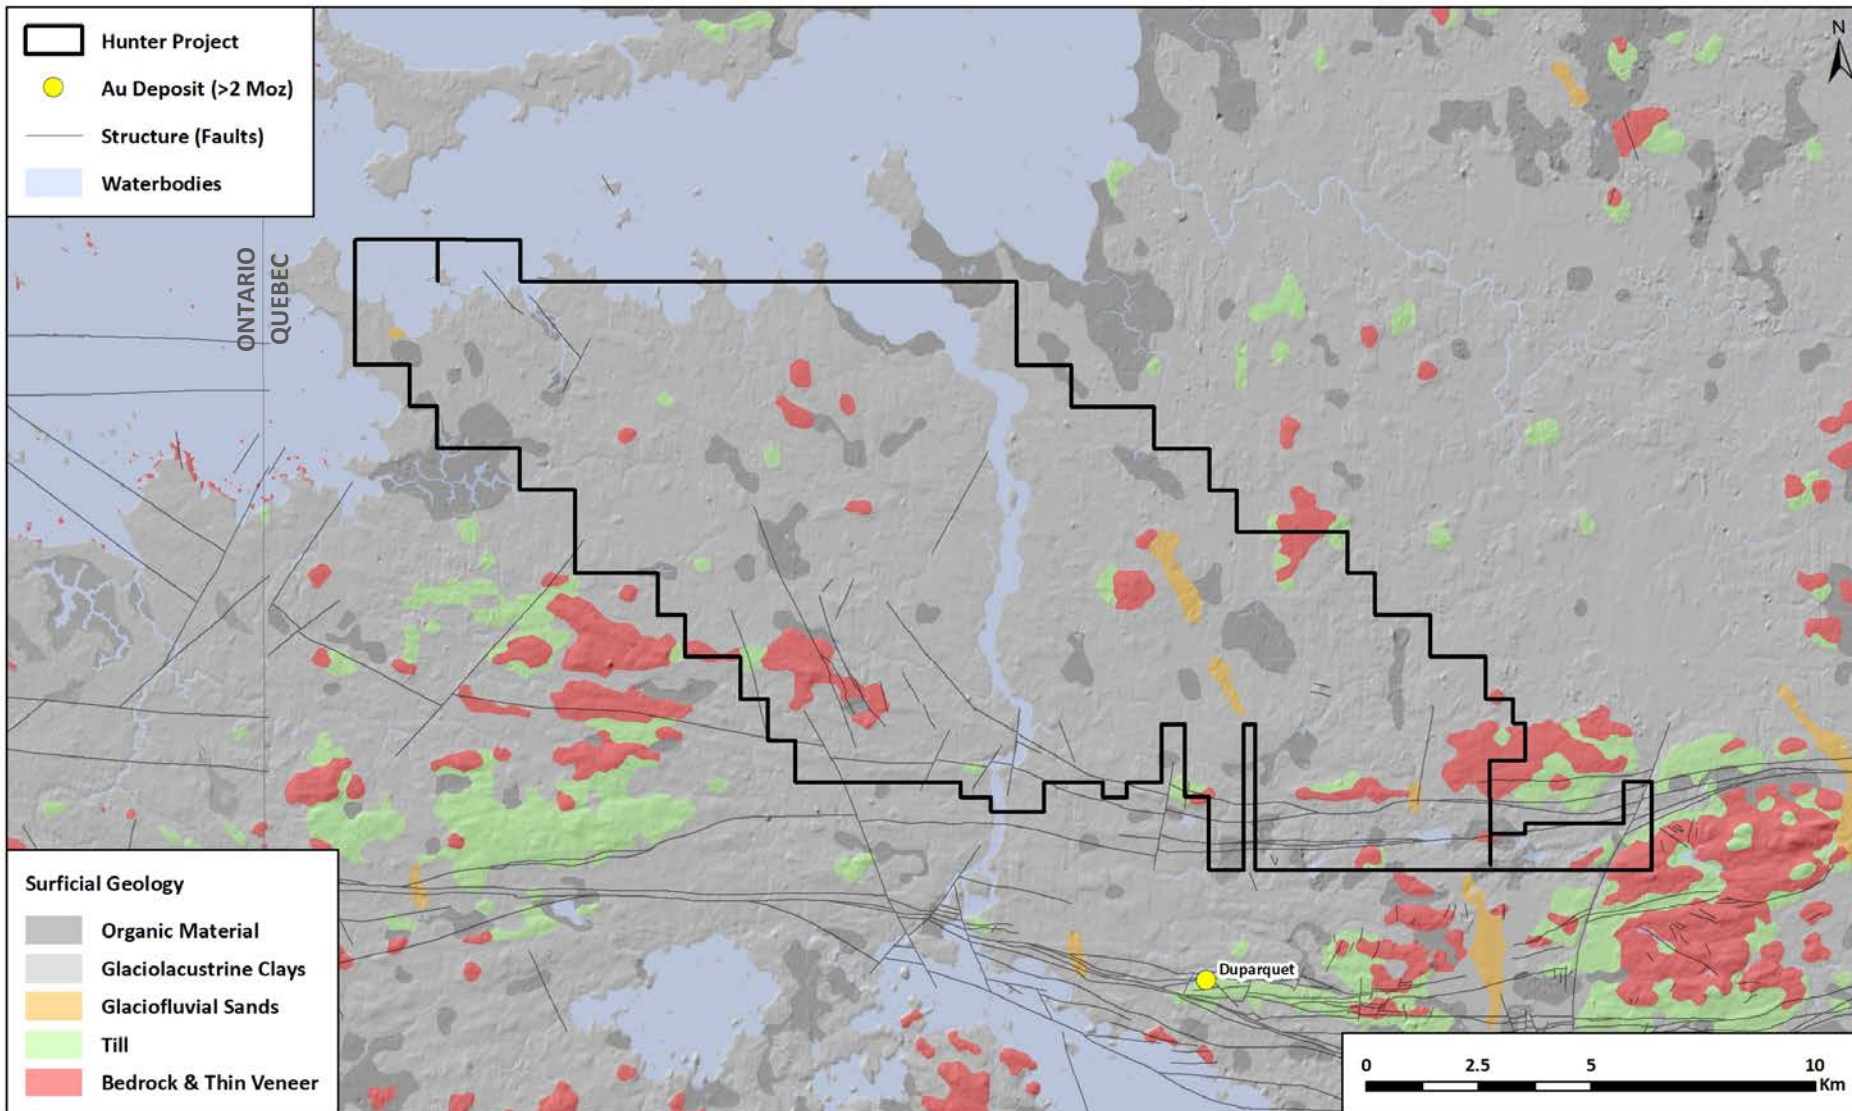 Hunter Project
Au Deposit (>2 Moz)
Structure (Faults)
Waterbodies
N
ONTARIO
QUEBEC
Duparquet
Surficial Geology
Organic Material
Glaciolacustrine Clays
Glaciofluvial Sands
Till
Bedrock & Thin Veneer
0 2.5 5 10
Km